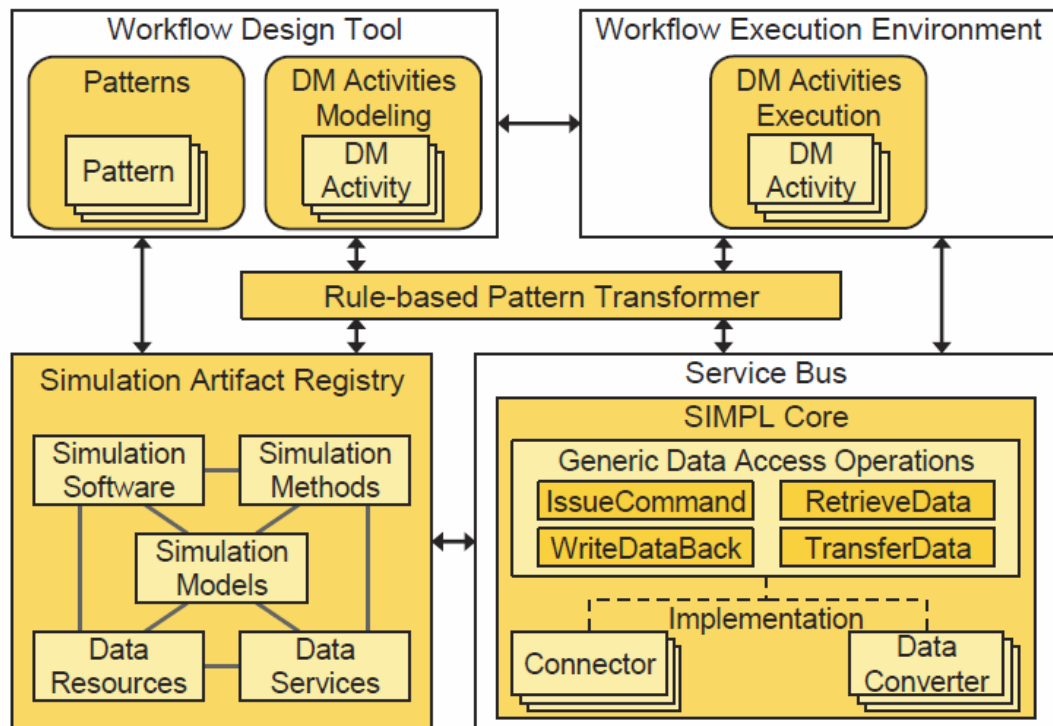 Workflow Design Tool
Patterns
Pattern
DM Activities
Modeling
DM
Activity
Workflow Execution Environment
DM Activities
Execution
DM
Activity
Rule-based Pattern Transformer
Simulation Artifact Registry
Simulation
Software
Simulation
Methods
Simulation
Models
Data
Resources
Data
Services
Service Bus
SIMPL Core
Generic Data Access Operations
IssueCommand
RetrieveData
WriteDataBack
TransferData
Implementation
Connector
Data
Converter